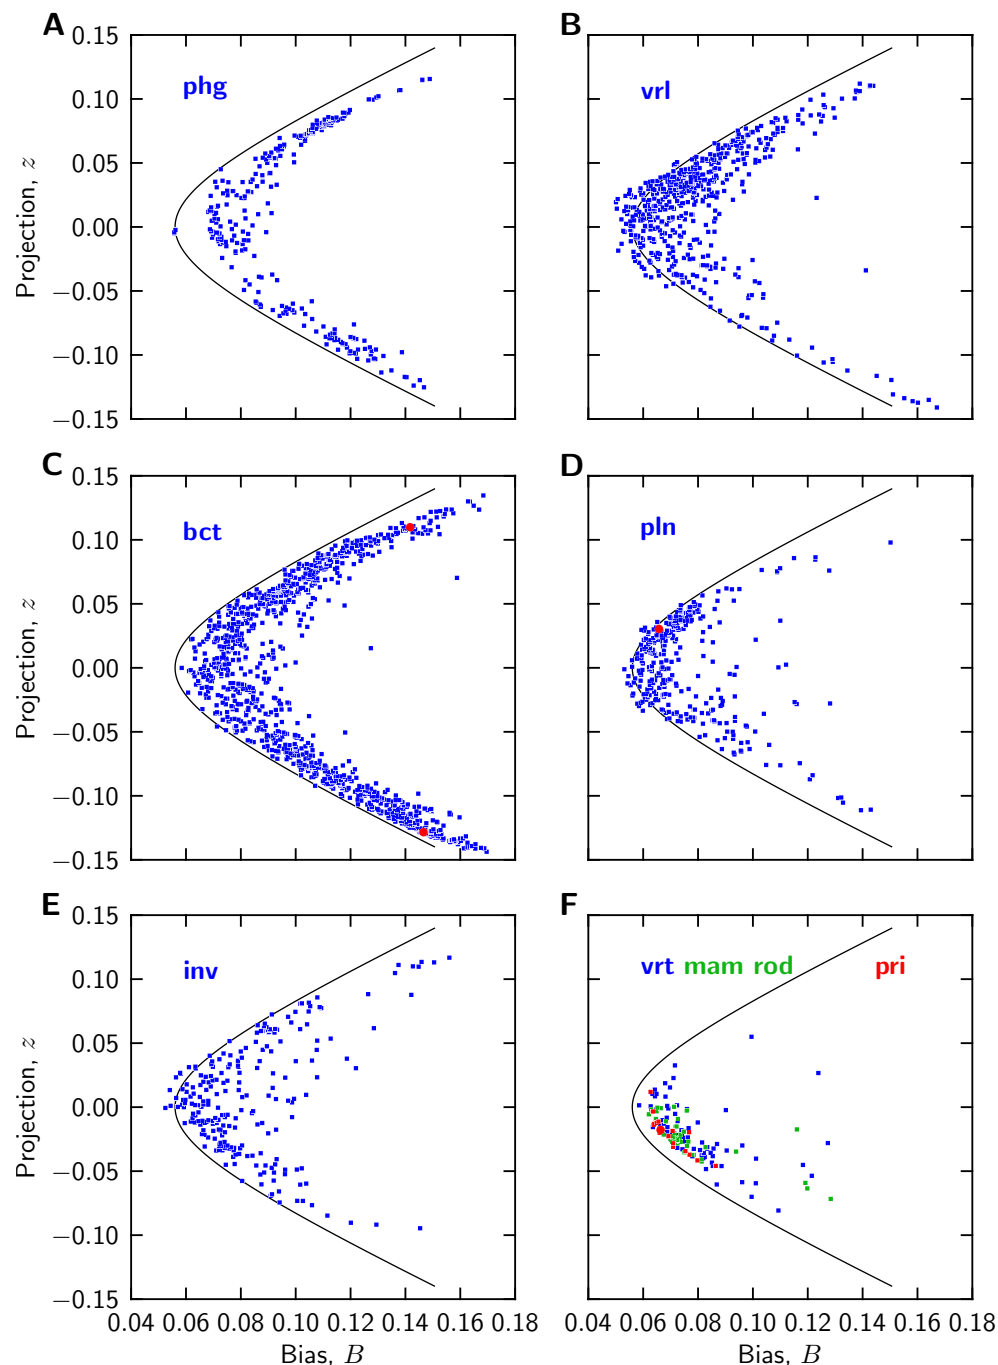 A
B
0.15
0.10
0.05
0.00
−0.05
−0.10
−0.15
Projection, z
phg
vrl
C
D
0.15
0.10
0.05
0.00
−0.05
−0.10
−0.15
Projection, z
bct
pln
E
F
0.15
0.10
0.05
0.00
−0.05
−0.10
−0.15
Projection, z
inv
vrt mam rod pri
0.04 0.06 0.08 0.10 0.12 0.14 0.16 0.18
0.04 0.06 0.08 0.10 0.12 0.14 0.16 0.18
Bias, B
Bias, B